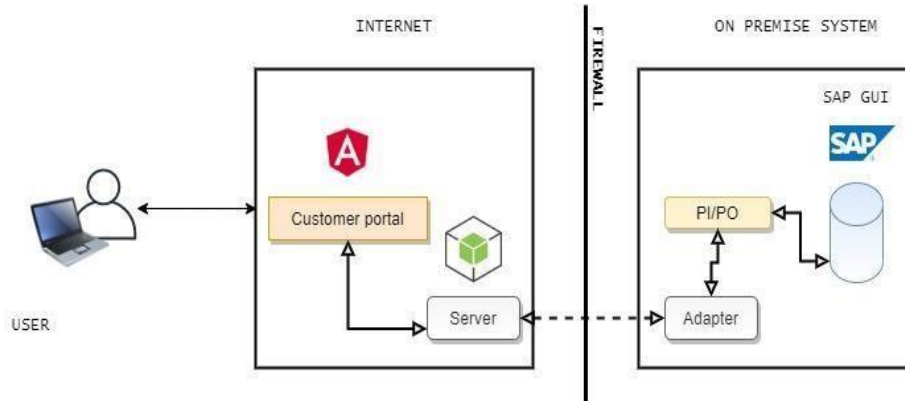 INTERNET
ON PREMISE SYSTEM
FIREWALL
SAP GUI
SAP
A
Customer portal
PI/PO
USER
Server
Adapter